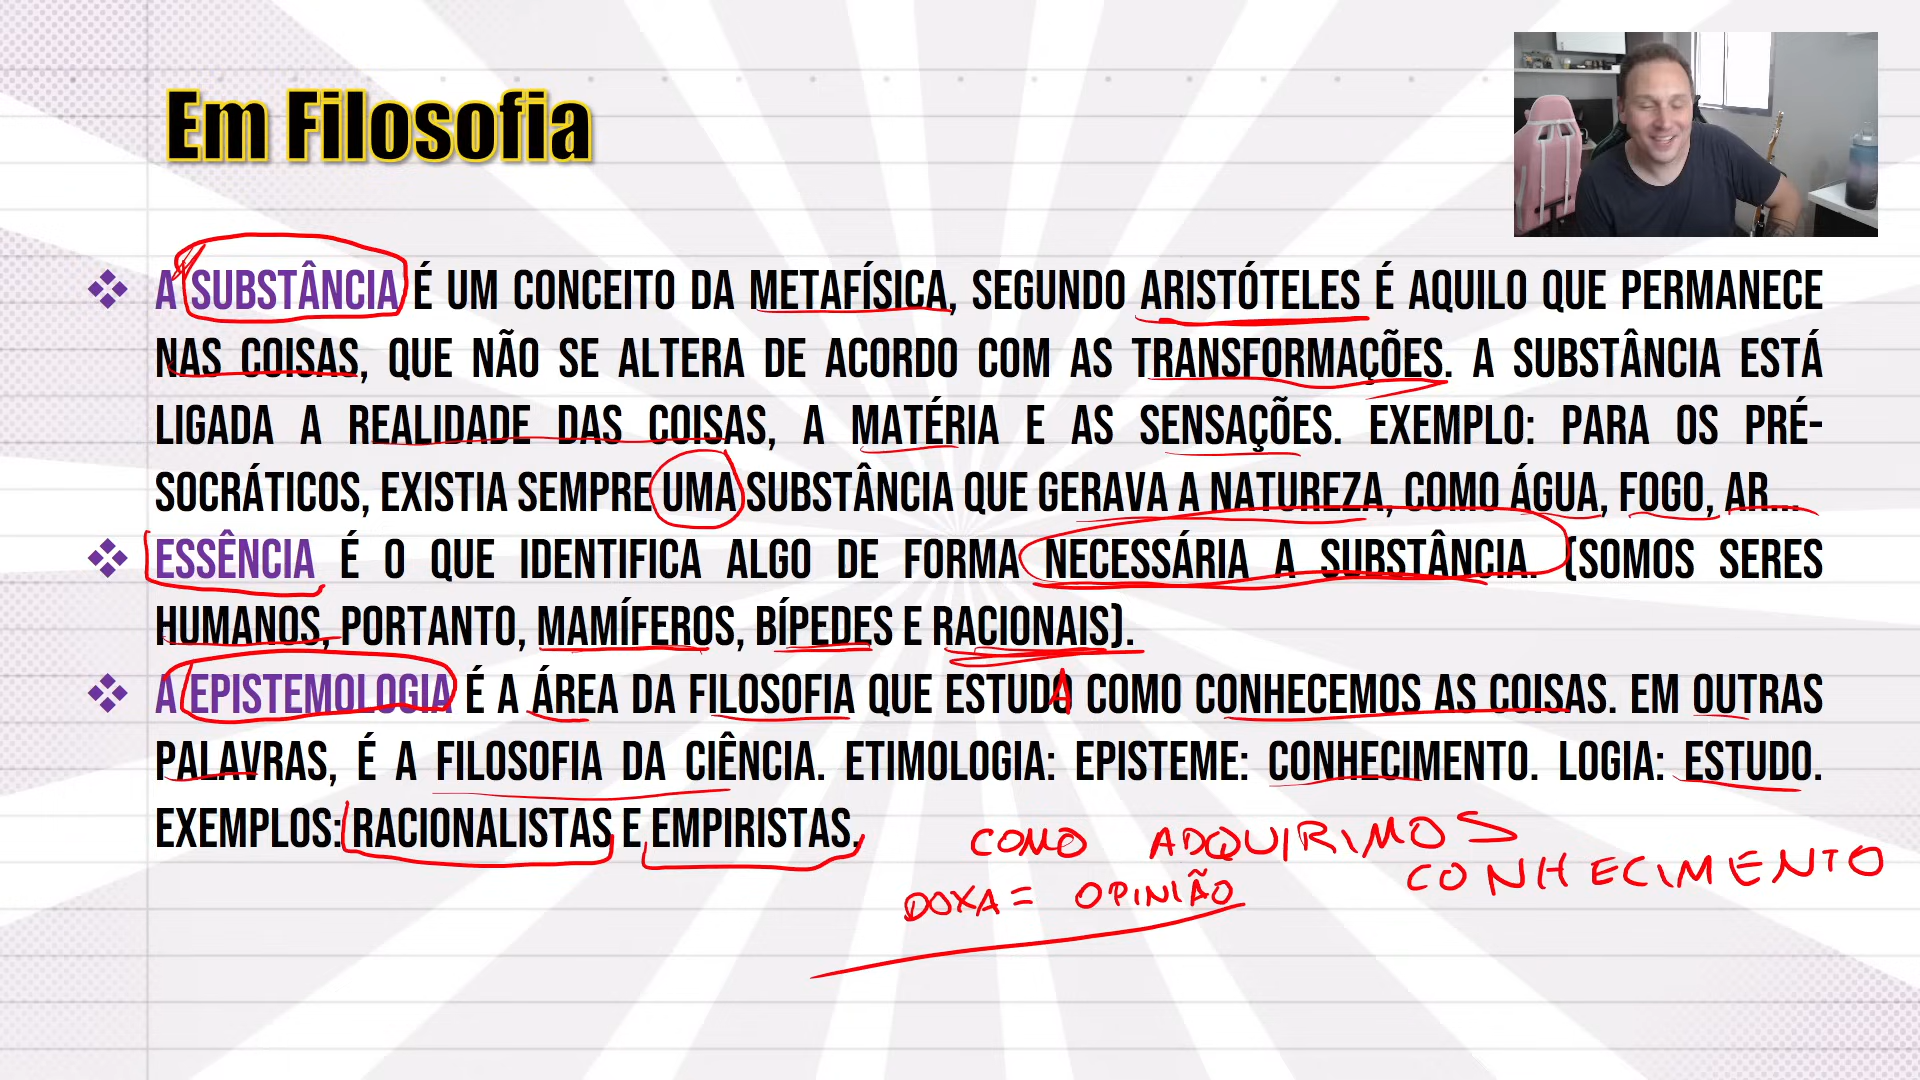 Em Filosofia
A SUBSTÂNCIA É UM CONCEITO DA METAFÍSICA, SEGUNDO ARISTÓTELES É AQUILO QUE PERMANECE
NAS COISAS, QUE NÃO SE ALTERA DE ACORDO COM AS TRANSFORMAÇÕES. A SUBSTÂNCIA ESTÁ
LIGADA A REALIDADE DAS COISAS, A MATÉRIA E AS SENSAÇÕES. EXEMPLO: PARA OS PRÉ-
SOCRÁTICOS, EXISTIA SEMPRE UMA SUBSTÂNCIA QUE GERAVA A NATUREZA, COMO ÁGUA, FOGO, AR...
ESSÊNCIA É O QUE IDENTIFICA ALGO DE FORMA NECESSÁRIA A SUBSTÂNCIA. (SOMOS SERES
HUMANOS, PORTANTO, MAMÍFEROS, BÍPEDES E RACIONAIS).
A EPISTEMOLOGIA É A ÁREA DA FILOSOFIA QUE ESTUDA COMO CONHECEMOS AS COISAS. EM OUTRAS
PALAVRAS, É A FILOSOFIA DA CIÊNCIA. ETIMOLOGIA: EPISTEME: CONHECIMENTO. LOGIA: ESTUDO.
EXEMPLOS: RACIONALISTAS E EMPIRISTAS.
COMO ADQUIRIMOS
CONHECIMENTO
DOXA = OPINIÃO